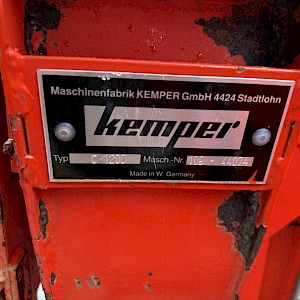 Maschinenfabrik KEMPER GmbH 4424 Stadtlohn
kemper
Typ C 1200 Masch.-Nr.
Made in W. Germany